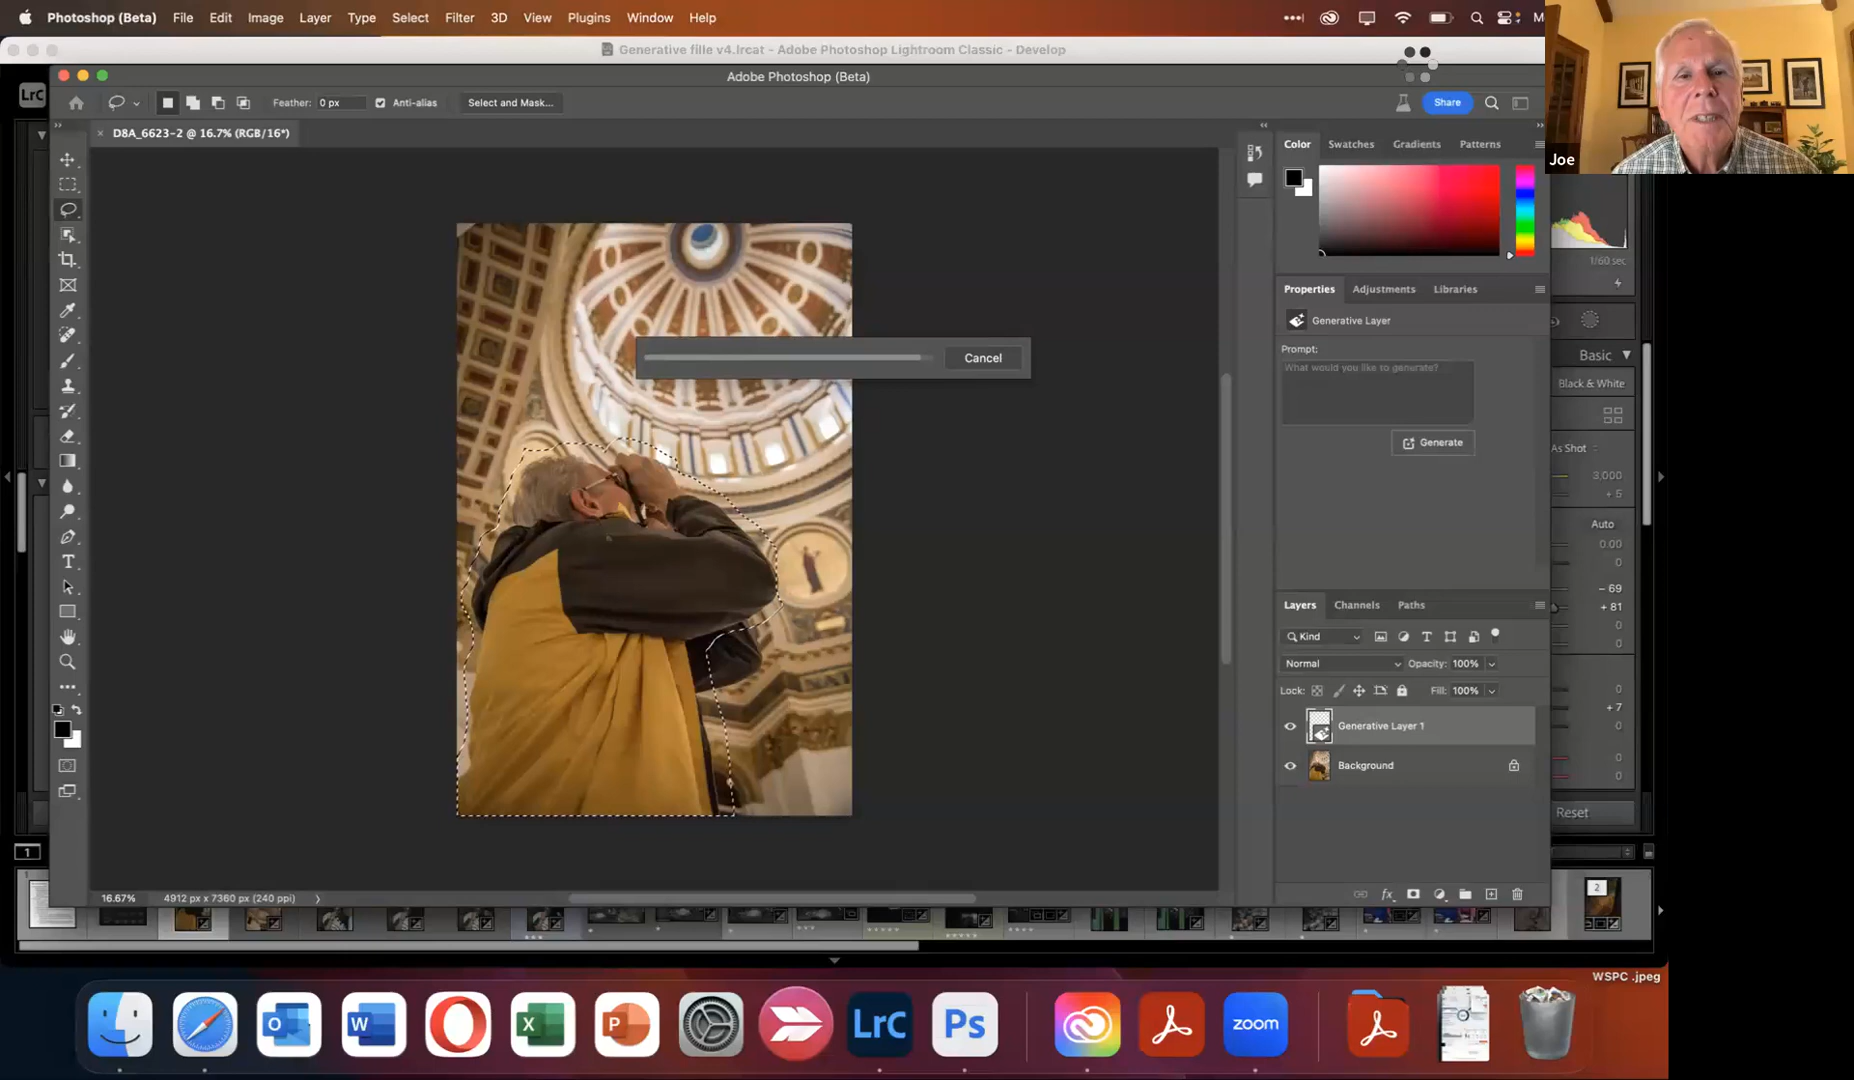 Photoshop (Beta) File Edit Image Layer Type Select Filter 3D View Plugins Window Help
Generative fille v4.lrcat - Adobe Photoshop Lightroom Classic - Develop
LrC
Adobe Photoshop (Beta)
Feather: 0 px Anti-alias Select and Mask... Share
D8A_6623-2 @ 16.7% (RGB/16*)
Joe
Color Swatches Gradients Patterns
1/60 sec
Properties Adjustments Libraries
Generative Layer
Prompt:
What would you like to generate?
Cancel
Generate
Basic
Black & White
As Shot
3,000
+ 5
Auto
0.00
0
- 69
+ 81
0
0
Layers Channels Paths
Kind
Normal Opacity: 100%
Lock: Fill: 100%
0
+ 7
0
Generative Layer 1
Background
0
0
Reset
1
2
16.67% 4912 px x 7360 px (240 ppi)
WSPC .jpeg
O W X P LrC Ps zoom